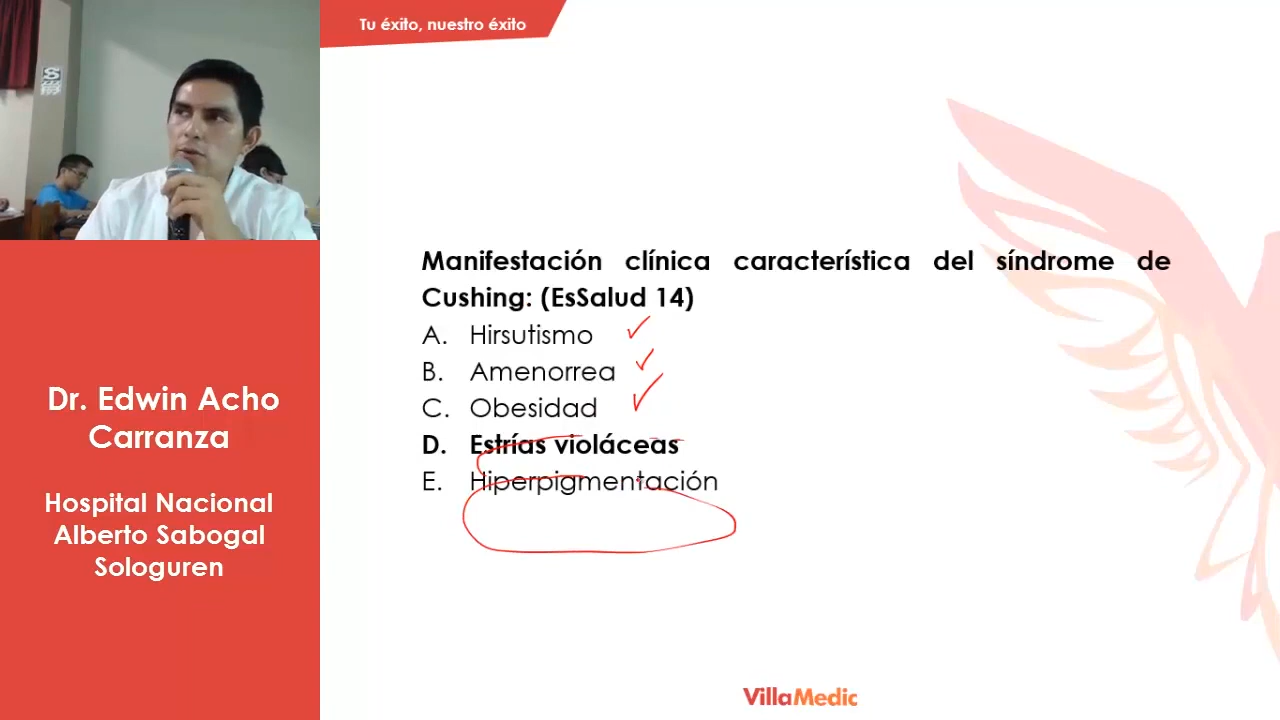 Tu éxito, nuestro éxito
Manifestación clínica característica del síndrome de
Cushing: (EsSalud 14)
A. Hirsutismo
B. Amenorrea
C. Obesidad
D. Estrías violáceas
E. Hiperpigmentación
Dr. Edwin Acho
Carranza
Hospital Nacional
Alberto Sabogal
Sologuren
VillaMedic